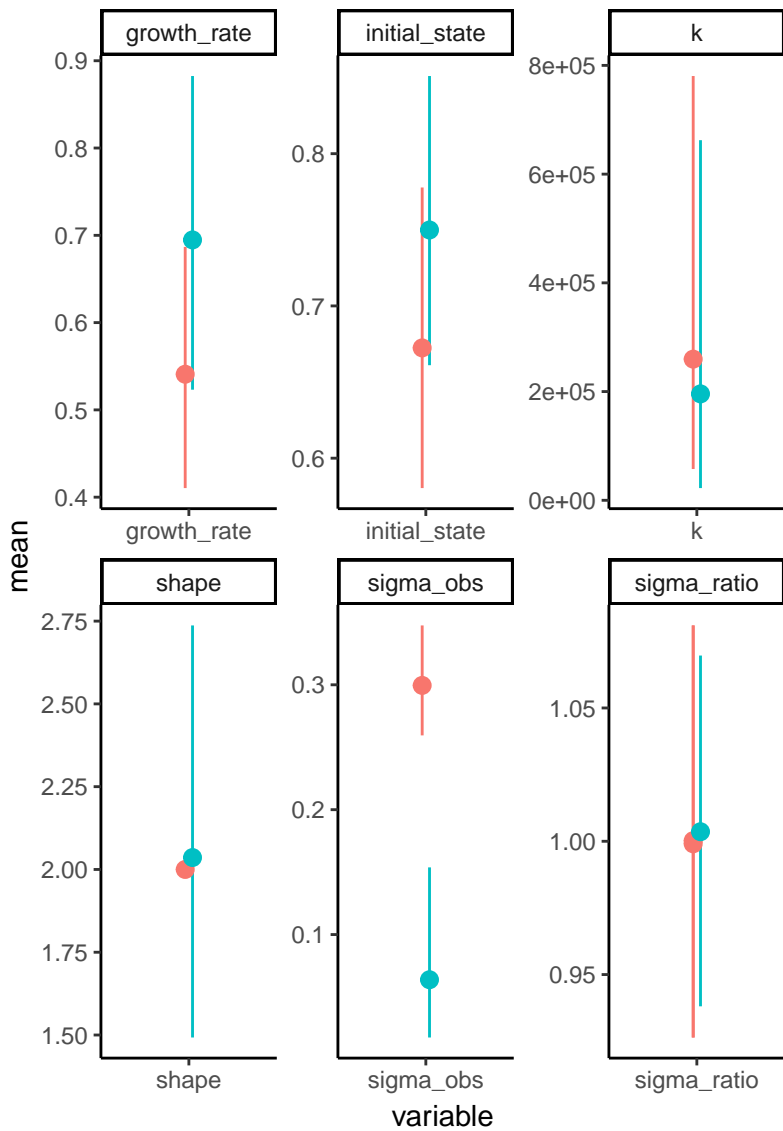 growth_rate
initial_state
k
0.9
0.8
0.7
0.6
0.5
0.4
growth_rate
0.8
0.7
0.6
initial_state
8e+05
6e+05
4e+05
2e+05
0e+00
k
mean
shape
sigma_obs
sigma_ratio
2.75
2.50
2.25
2.00
1.75
1.50
shape
0.3
0.2
0.1
sigma_obs
1.05
1.00
0.95
sigma_ratio
variable